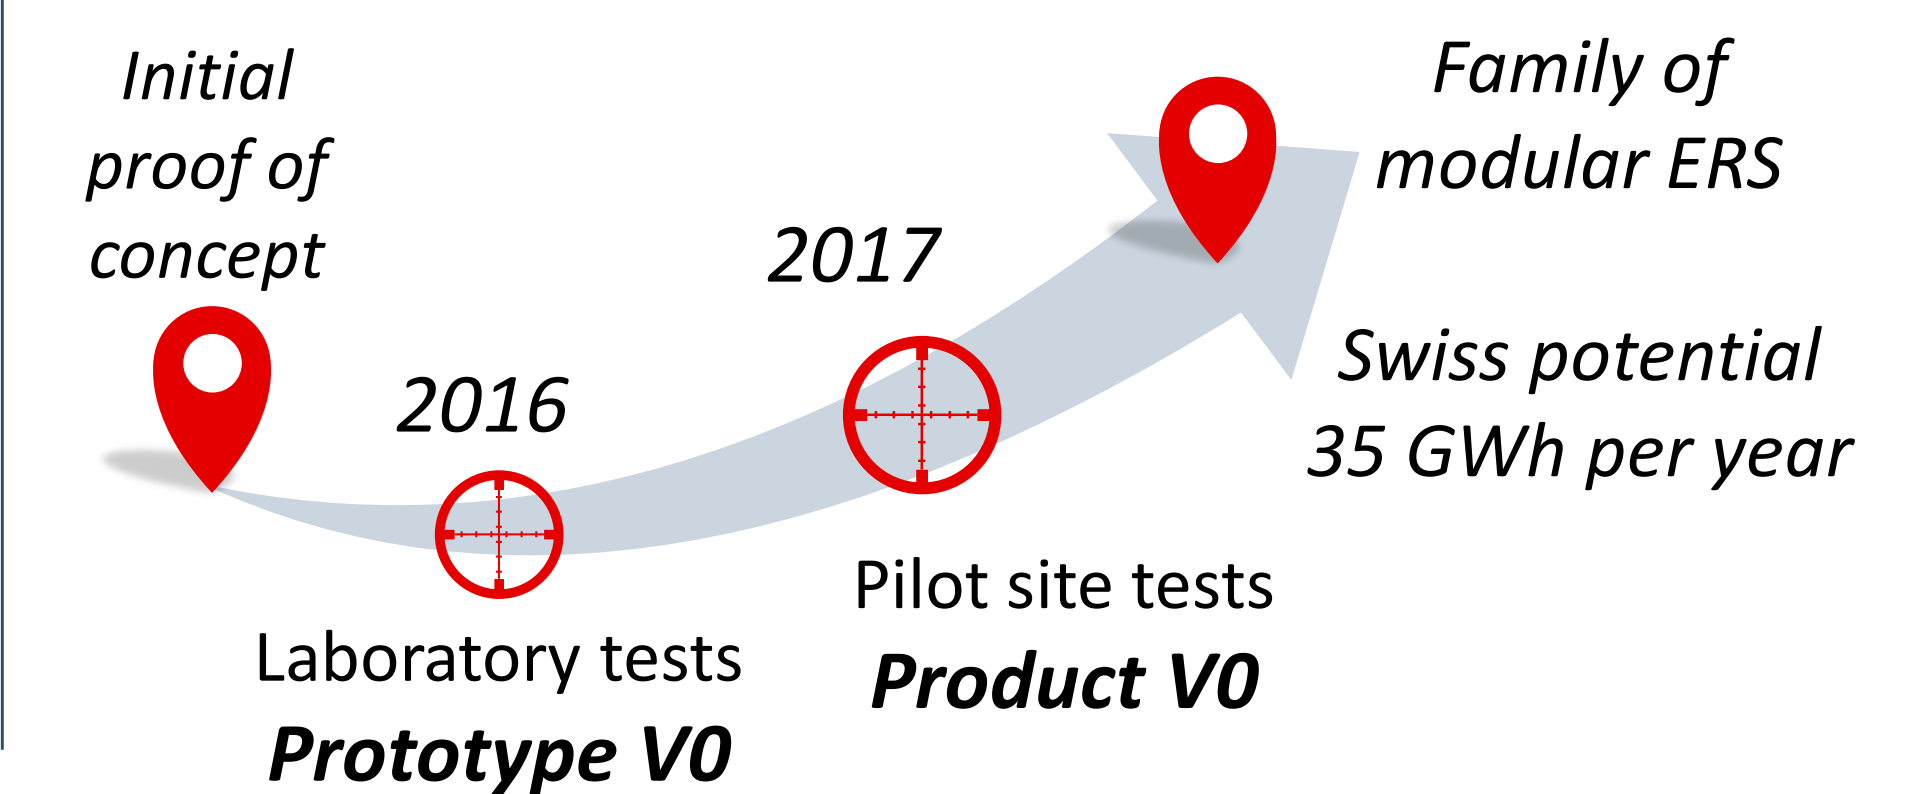 Initial
proof of
concept
2016
Laboratory tests
Prototype V0
2017
Pilot site tests
Product V0
Family of
modular ERS
Swiss potential
35 GWh per year